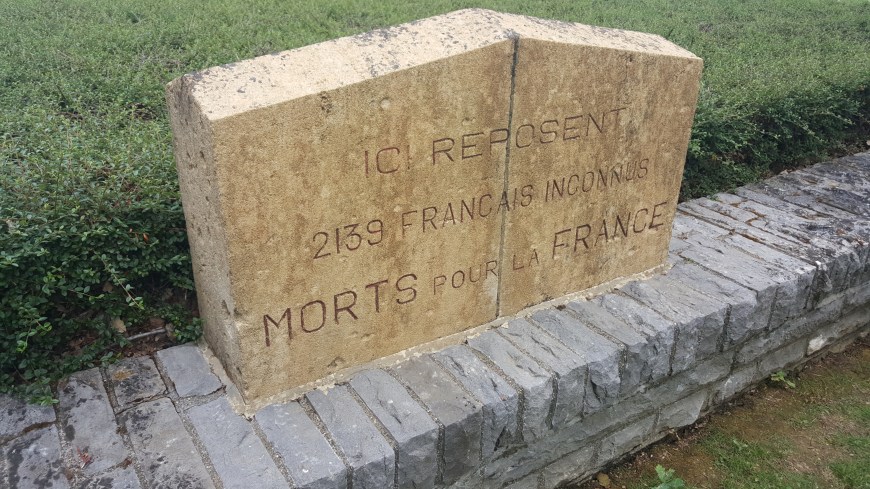 ICI REPOSENT
2139 FRANCAIS INCONNUS
MORTS POUR LA FRANCE